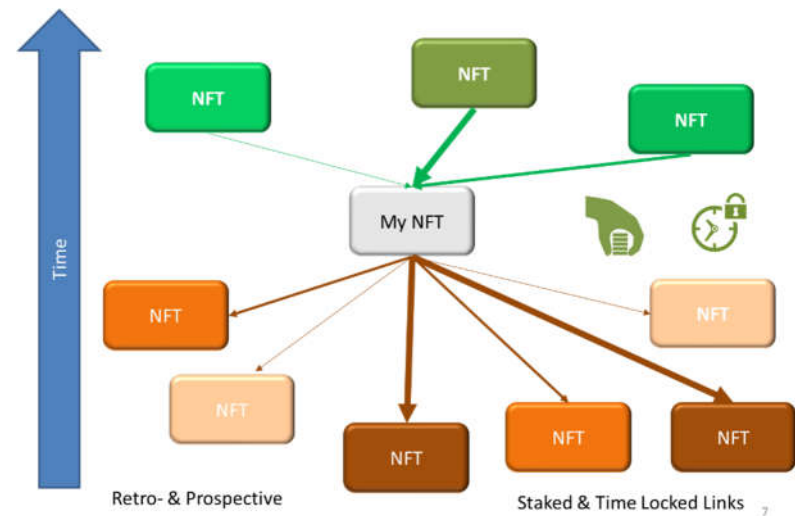 NFT
NFT
NFT
My NFT
Time
NFT
NFT
NFT
NFT
NFT
NFT
Retro- & Prospective
Staked & Time Locked Links
7